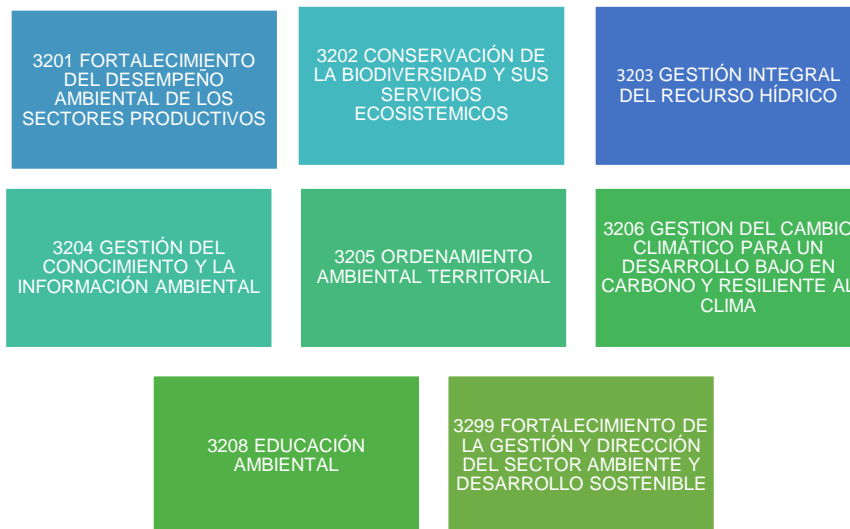 3201 FORTALECIMIENTO
DEL DESEMPEÑO
AMBIENTAL DE LOS
SECTORES PRODUCTIVOS
3202 CONSERVACIÓN DE
LA BIODIVERSIDAD Y SUS
SERVICIOS
ECOSISTEMICOS
3203 GESTIÓN INTEGRAL
DEL RECURSO HÍDRICO
3204 GESTIÓN DEL
CONOCIMIENTO Y LA
INFORMACIÓN AMBIENTAL
3205 ORDENAMIENTO
AMBIENTAL TERRITORIAL
3206 GESTION DEL CAMBIO
CLIMÁTICO PARA UN
DESARROLLO BAJO EN
CARBONO Y RESILIENTE AL
CLIMA
3208 EDUCACIÓN
AMBIENTAL
3299 FORTALECIMIENTO DE
LA GESTIÓN Y DIRECCIÓN
DEL SECTOR AMBIENTE Y
DESARROLLO SOSTENIBLE